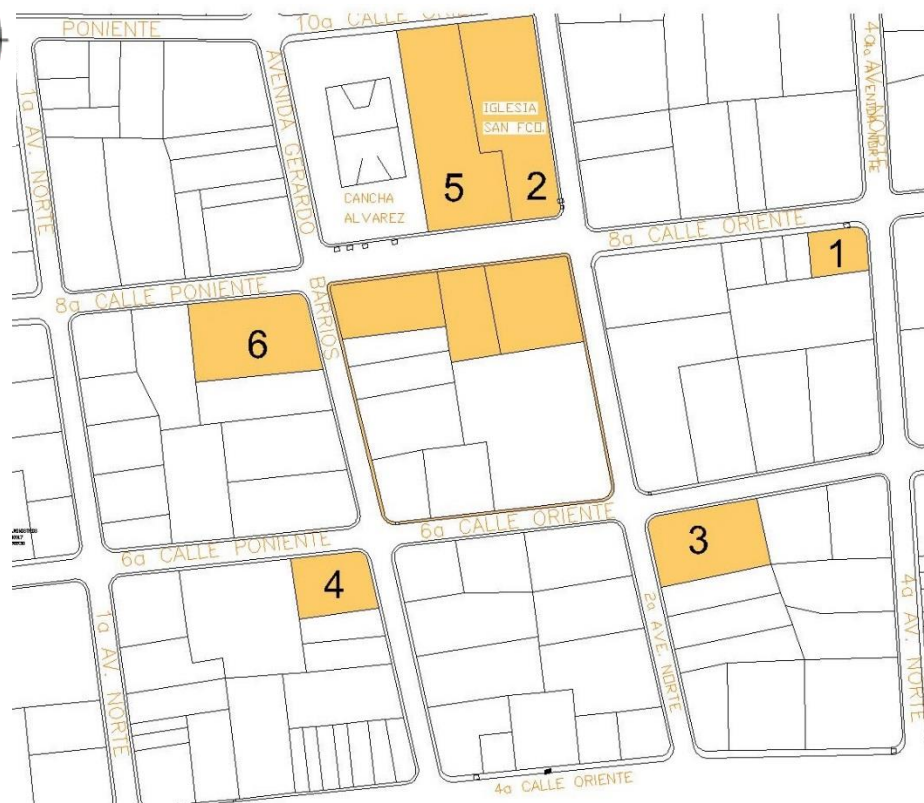 10a CALLE
PONIENTE
AVENIDA GERARDO
4a AVENIDA NORTE
1a AV. NORTE
IGLESIA
SAN FCO.
5
2
CANCHA
ALVAREZ
8a CALLE ORIENTE
1
8a CALLE PONIENTE
BARRIOS
6
6a CALLE ORIENTE
3
6a CALLE PONIENTE
4
1a AV. NORTE
2a AVE. NORTE
4a AV. NORTE
4a CALLE ORIENTE